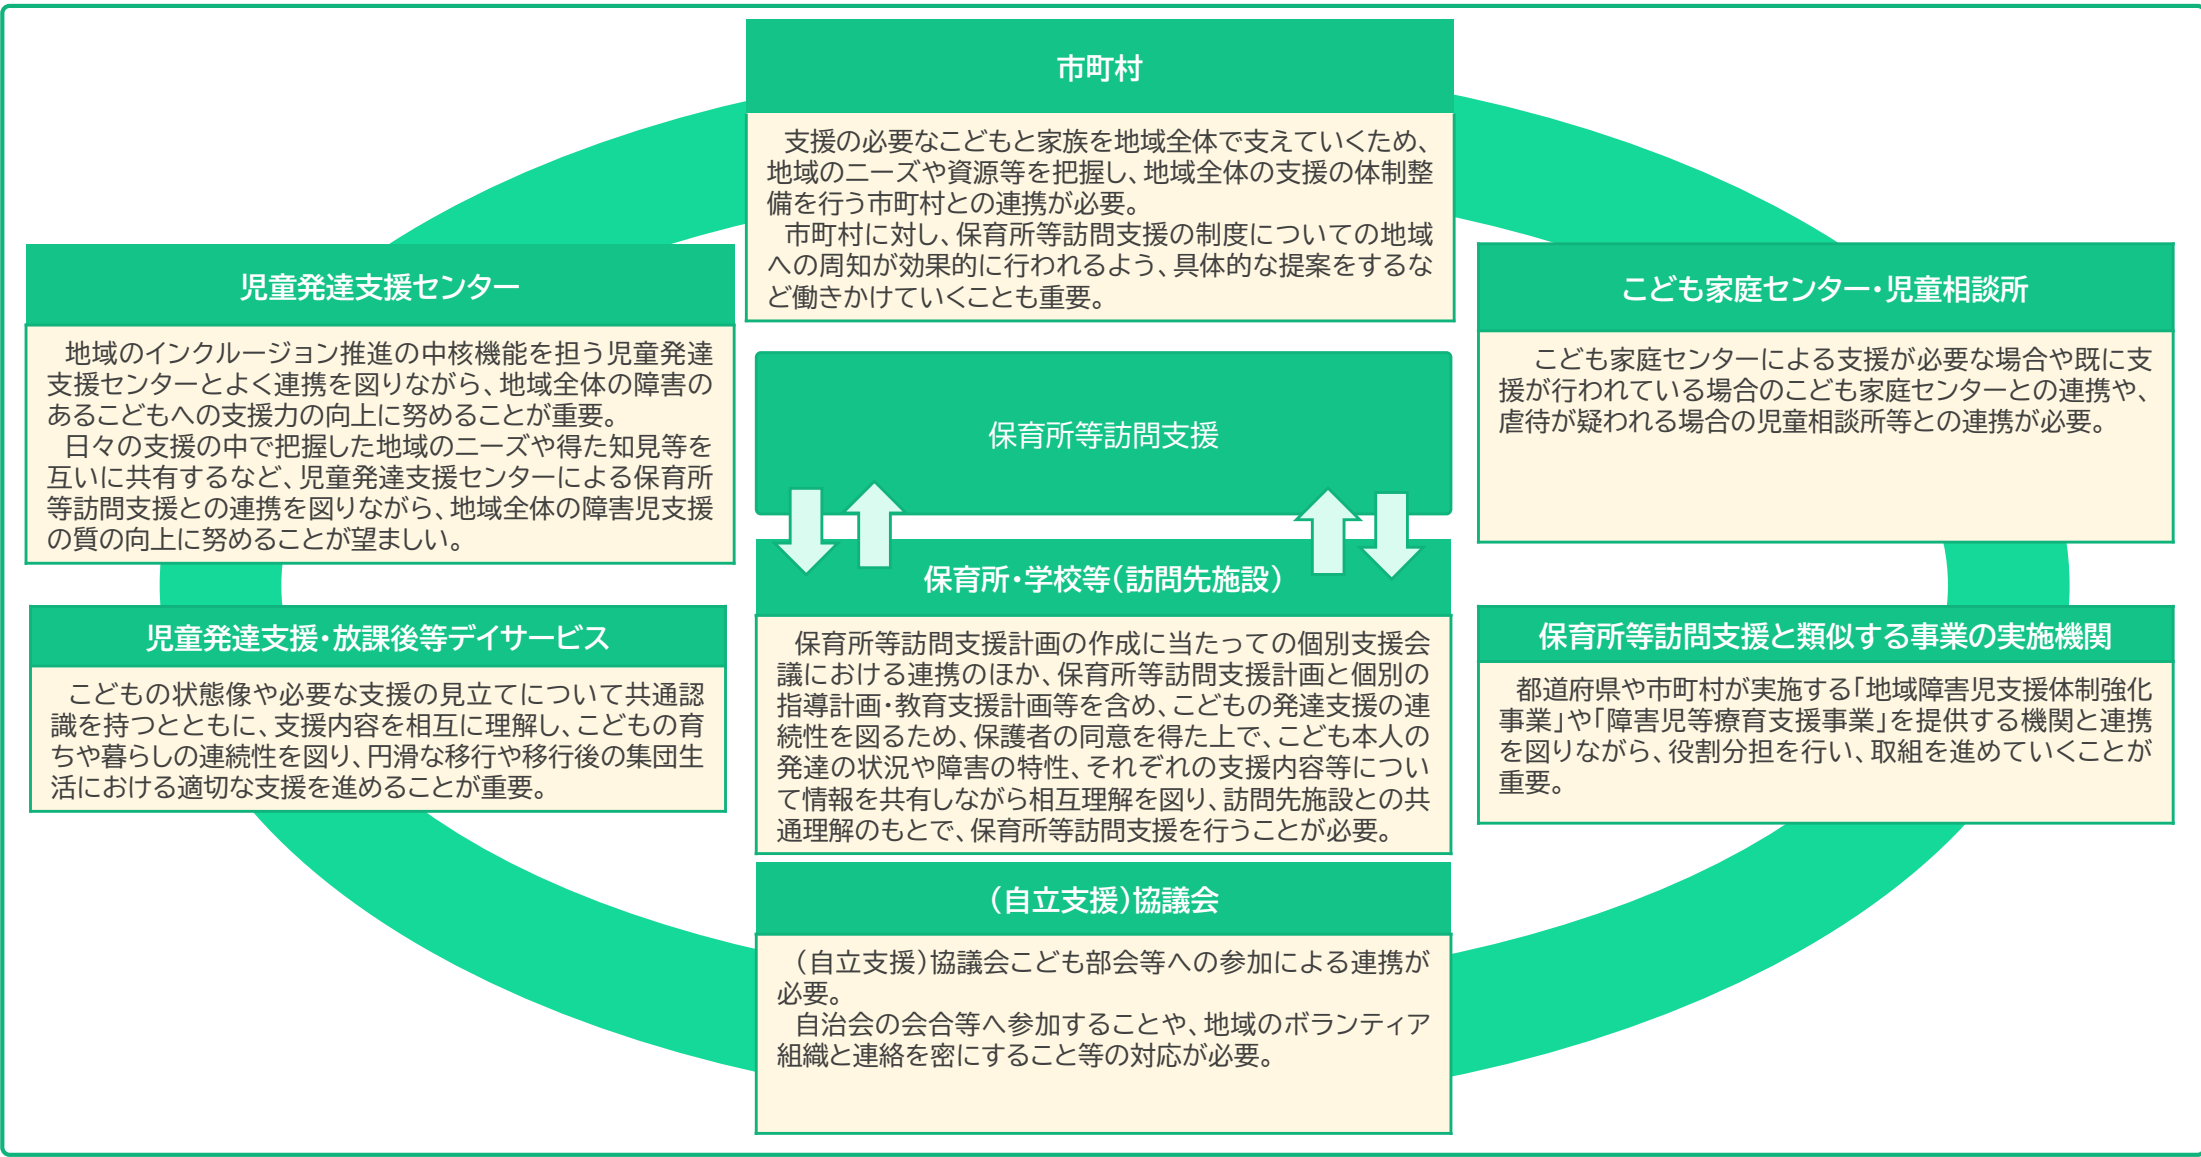 市町村
支援の必要なこどもと家族を地域全体で支えていくため、
地域のニーズや資源等を把握し、地域全体の支援の体制整
備を行う市町村との連携が必要。
市町村に対し、保育所等訪問支援の制度についての地域
への周知が効果的に行われるよう、具体的な提案をするな
ど働きかけていくことも重要。
児童発達支援センター
地域のインクルージョン推進の中核機能を担う児童発達
支援センターとよく連携を図りながら、地域全体の障害の
あるこどもへの支援力の向上に努めることが重要。
日々の支援の中で把握した地域のニーズや得た知見等を
互いに共有するなど、児童発達支援センターによる保育所
等訪問支援との連携を図りながら、地域全体の障害児支援
の質の向上に努めることが望ましい。
こども家庭センター・児童相談所
こども家庭センターによる支援が必要な場合や既に支
援が行われている場合のこども家庭センターとの連携や、
虐待が疑われる場合の児童相談所等との連携が必要。
保育所等訪問支援
保育所・学校等(訪問先施設)
保育所等訪問支援計画の作成に当たっての個別支援会
議における連携のほか、保育所等訪問支援計画と個別の
指導計画・教育支援計画等を含め、こどもの発達支援の連
続性を図るため、保護者の同意を得た上で、こども本人の
発達の状況や障害の特性、それぞれの支援内容等につい
て情報を共有しながら相互理解を図り、訪問先施設との共
通理解のもとで、保育所等訪問支援を行うことが必要。
児童発達支援・放課後等デイサービス
こどもの状態像や必要な支援の見立てについて共通認
識を持つとともに、支援内容を相互に理解し、こどもの育
ちや暮らしの連続性を図り、円滑な移行や移行後の集団生
活における適切な支援を進めることが重要。
保育所等訪問支援と類似する事業の実施機関
都道府県や市町村が実施する「地域障害児支援体制強化
事業」や「障害児等療育支援事業」を提供する機関と連携
を図りながら、役割分担を行い、取組を進めていくことが
重要。
(自立支援)協議会
(自立支援)協議会こども部会等への参加による連携が
必要。
自治会の会合等へ参加することや、地域のボランティア
組織と連絡を密にすること等の対応が必要。